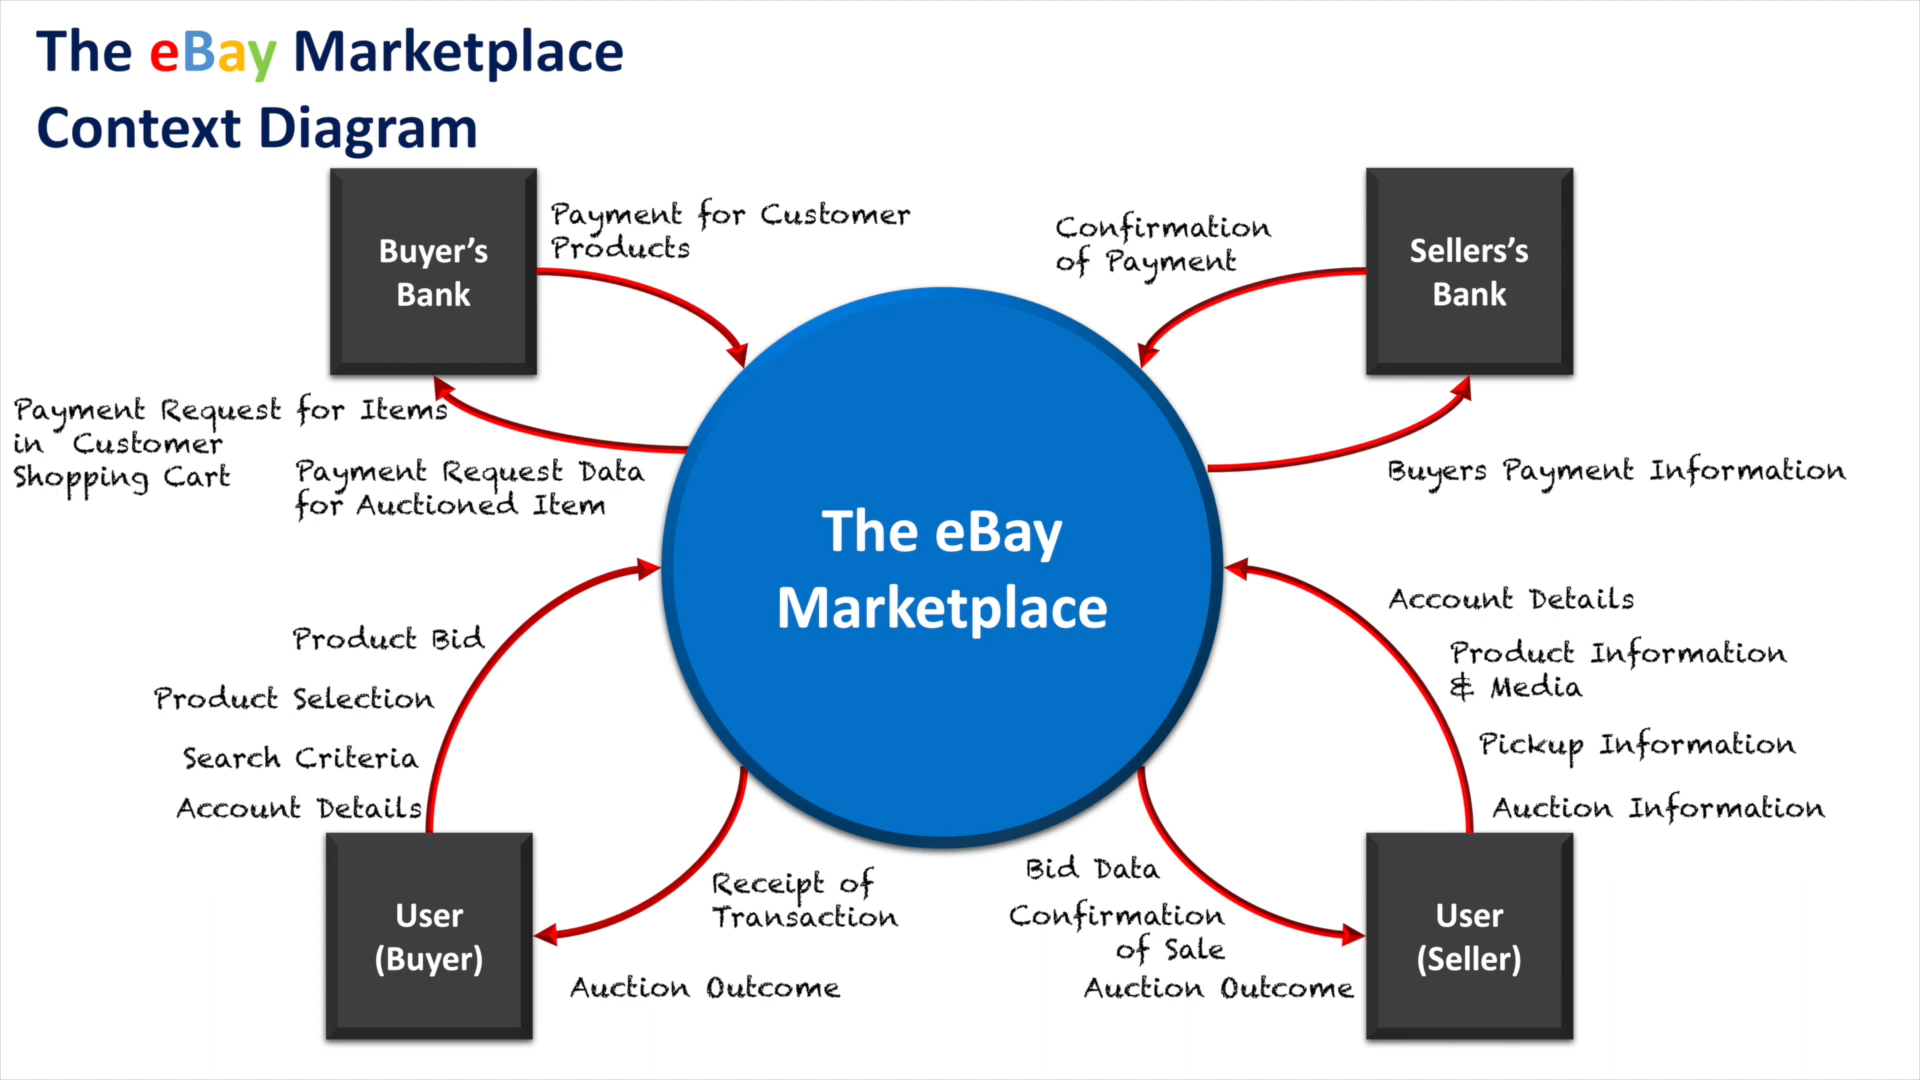 The eBay Marketplace
Context Diagram
Buyer's
Bank
Payment for Customer
Products
Confirmation
of Payment
Sellers's
Bank
Payment Request for Items
in Customer
Shopping Cart
Payment Request Data
for Auctioned Item
Buyers Payment Information
The eBay
Marketplace
Product Bid
Product Selection
Search Criteria
Account Details
Account Details
Product Information
& Media
Pickup Information
Auction Information
User
(Buyer)
Receipt of
Transaction
Auction Outcome
Bid Data
Confirmation
of Sale
Auction Outcome
User
(Seller)